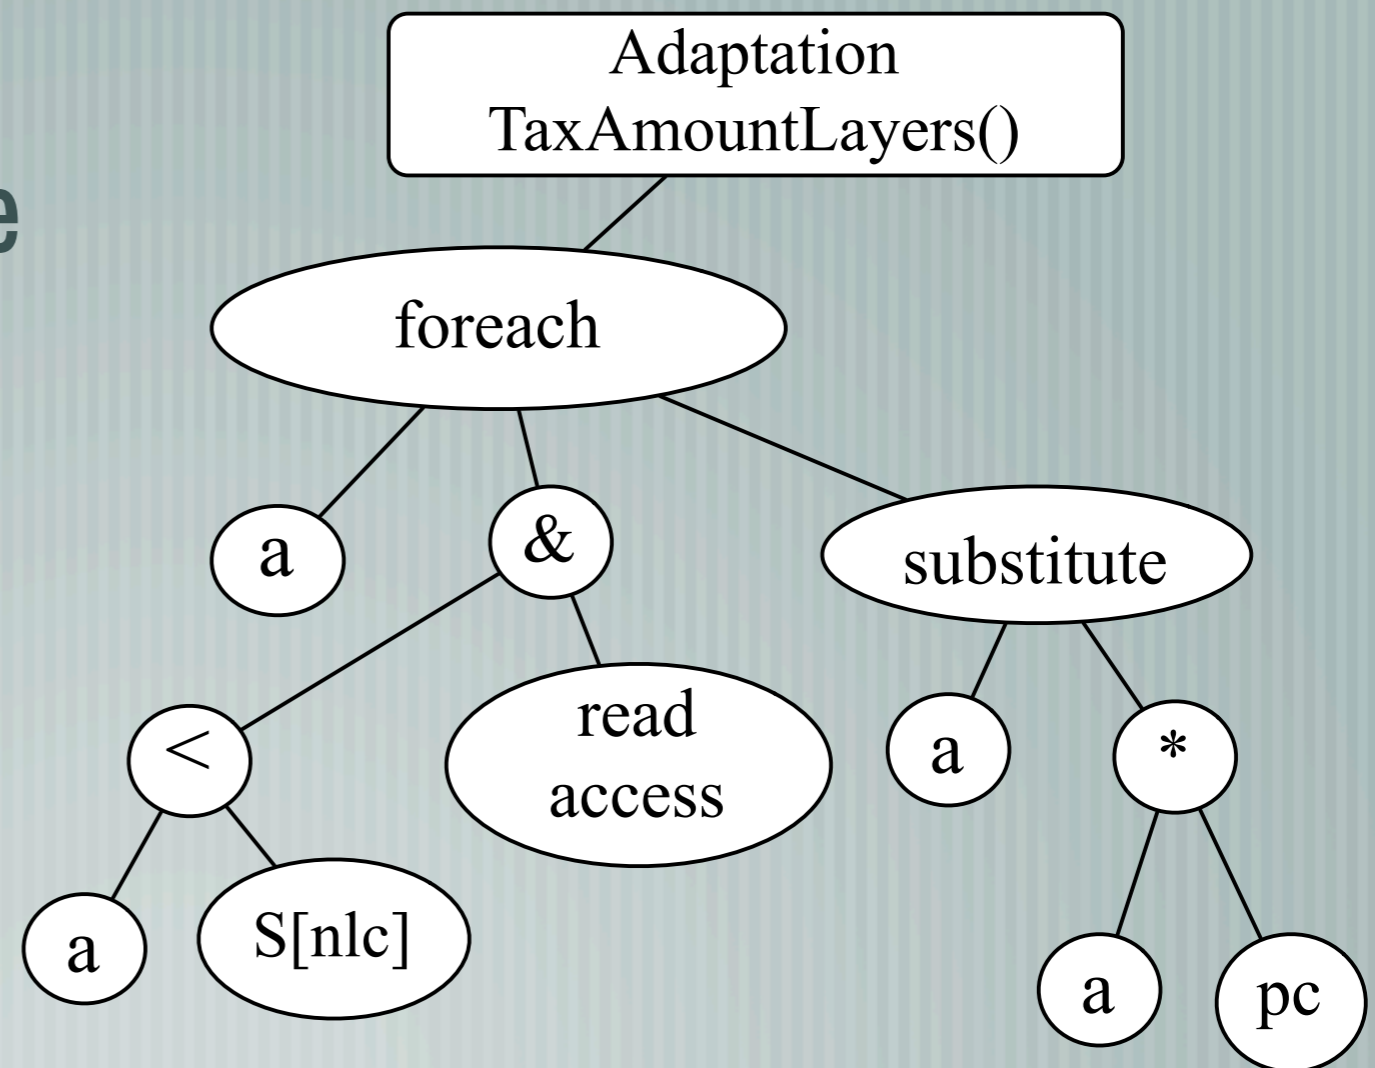 Adaptation
TaxAmountLayers()
e
foreach
a
&
substitute
<
read
access
a
*
a
S[nlc]
a
pc